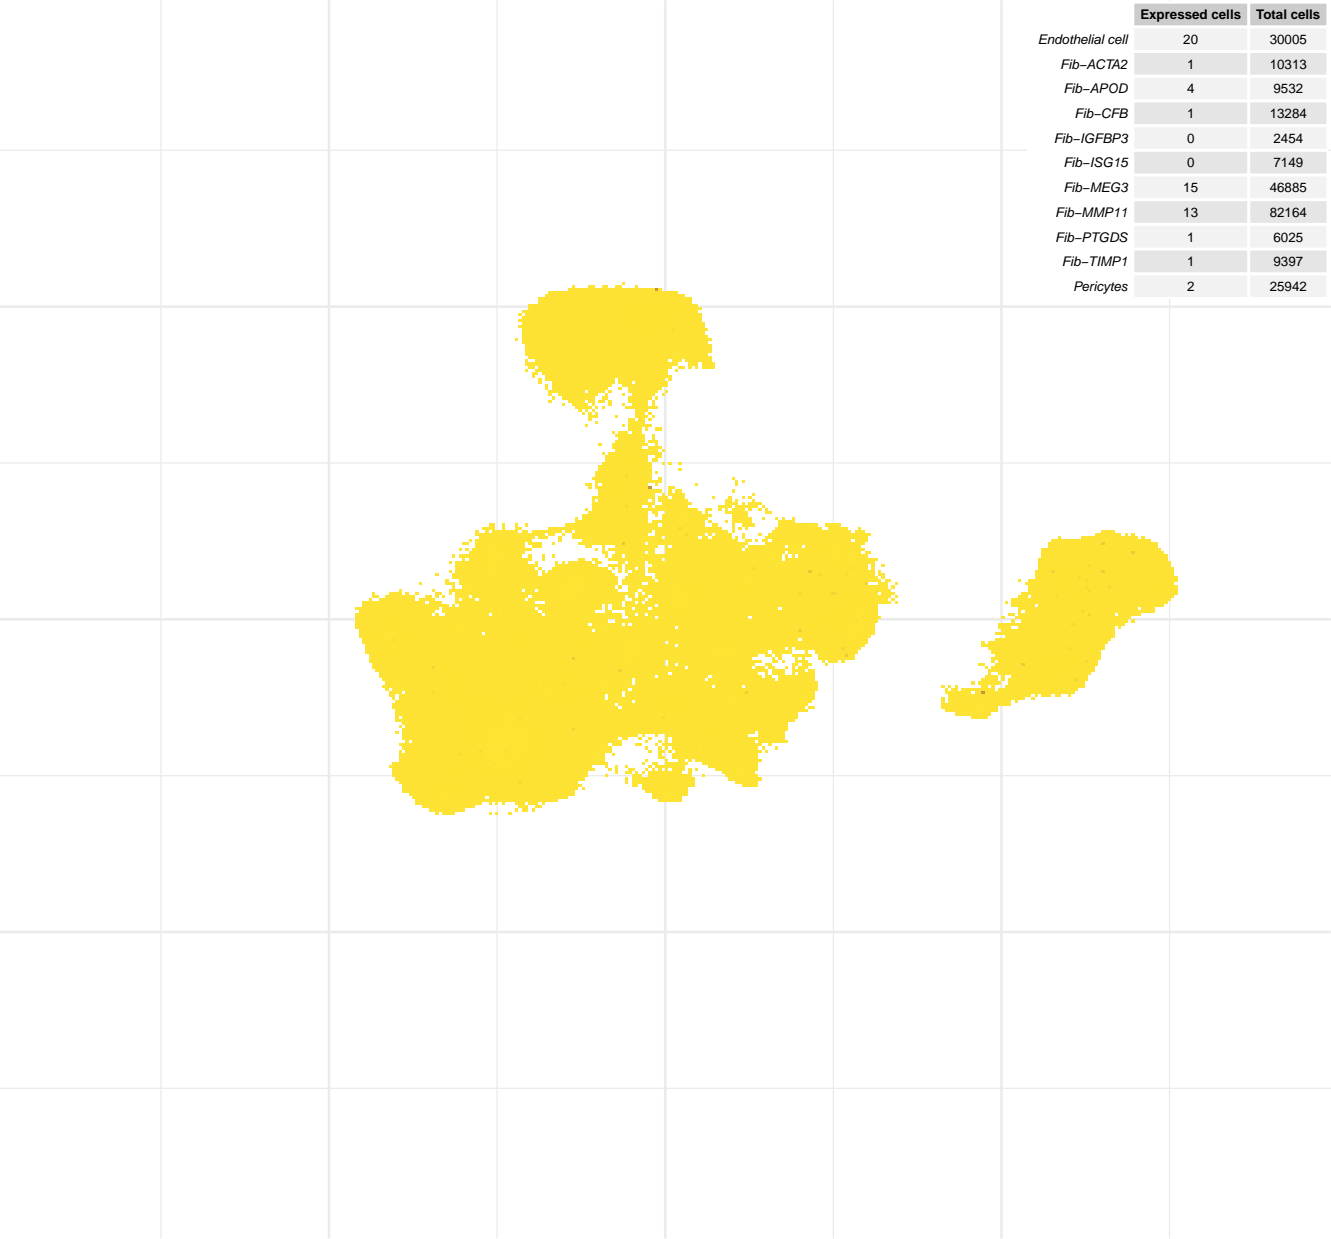 Expressed cells Total cells
Endothelial cell 20 30005
Fib−ACTA2 1 10313
Fib−APOD 4 9532
Fib−CFB 1 13284
Fib−IGFBP3 0 2454
Fib−ISG15 0 7149
Fib−MEG3 15 46885
Fib−MMP11 13 82164
Fib−PTGDS 1 6025
Fib−TIMP1 1 9397
Pericytes 2 25942